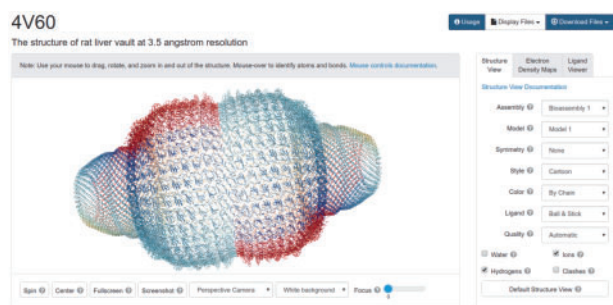 4V60
Usage Display Files Download Files
The structure of rat liver vault at 3.5 angstrom resolution
Note: Use your mouse to drag, rotate, and zoom in and out of the structure. Mouse-over to identify atoms and bonds. Mouse controls documentation.
Structure View
Electron Density Maps
Ligand Viewer
Structure View Documentation
Assembly Bioassembly 1
Model Model 1
Symmetry None
Style Cartoon
Color By Chain
Ligand Ball & Stick
Quality Automatic
Water Ions
Hydrogens Clashes
Default Structure View
Spin Center Fullscreen Screenshot Perspective Camera White background Focus